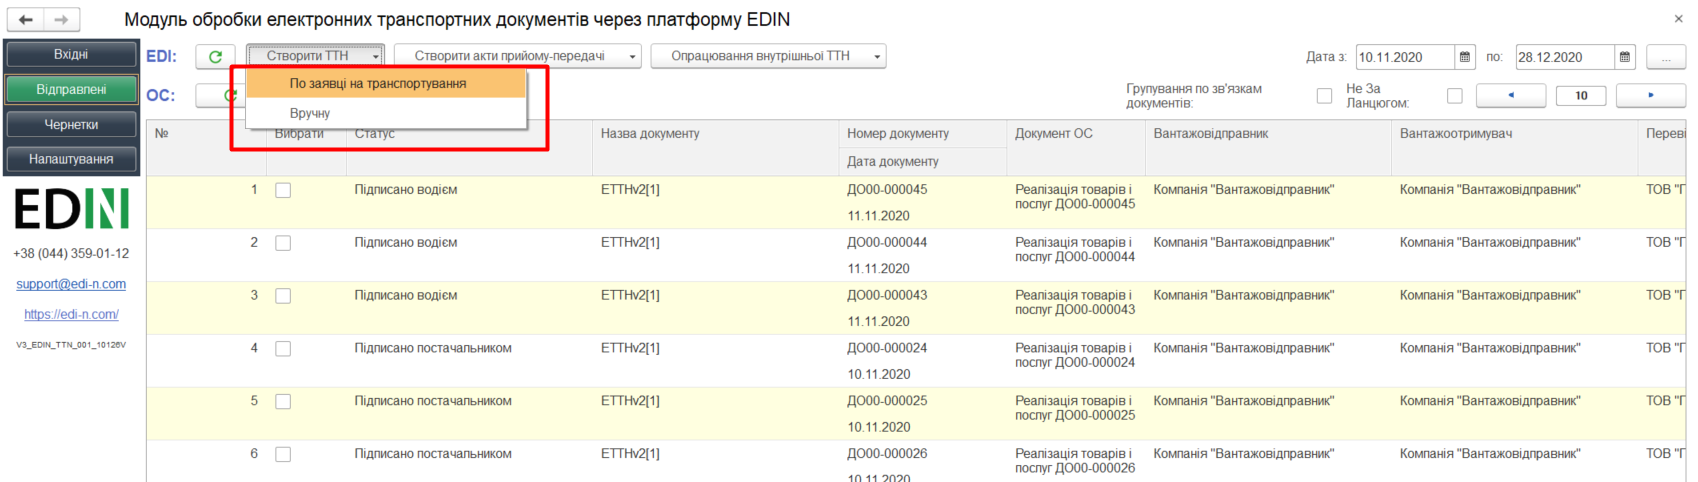 Модуль обробки електронних транспортних документів через платформу EDIN
Вхідні
EDI:
Створити ТТН
Створити акти прийому-передачі
Опрацювання внутрішньої ТТН
Дата з: 10.11.2020 по: 28.12.2020 ...
Відправлені
ОС:
По заявці на транспортування
Вручну
Групування по зв'язкам
документів:
Не За
Ланцюгом:
10
Чернетки
Налаштування
№ Вибрати Статус Назва документу Номер документу Документ ОС Вантажовідправник Вантажоотримувач Переві
Дата документу
EDIN
+38 (044) 359-01-12
support@edi-n.com
https://edi-n.com/
V3_EDIN_TTN_001_10126V
1 Підписано водієм ЕТТНv2[1] ДО00-000045 Реалізація товарів і Компанія "Вантажовідправник" Компанія "Вантажовідправник" ТОВ "Г
послуг ДО00-000045
11.11.2020
2 Підписано водієм ЕТТНv2[1] ДО00-000044 Реалізація товарів і Компанія "Вантажовідправник" Компанія "Вантажовідправник" ТОВ "Г
послуг ДО00-000044
11.11.2020
3 Підписано водієм ЕТТНv2[1] ДО00-000043 Реалізація товарів і Компанія "Вантажовідправник" Компанія "Вантажовідправник" ТОВ "Г
послуг ДО00-000043
11.11.2020
4 Підписано постачальником ЕТТНv2[1] ДО00-000024 Реалізація товарів і Компанія "Вантажовідправник" Компанія "Вантажовідправник" ТОВ "Г
послуг ДО00-000024
10.11.2020
5 Підписано постачальником ЕТТНv2[1] ДО00-000025 Реалізація товарів і Компанія "Вантажовідправник" Компанія "Вантажовідправник" ТОВ "Г
послуг ДО00-000025
10.11.2020
6 Підписано постачальником ЕТТНv2[1] ДО00-000026 Реалізація товарів і Компанія "Вантажовідправник" Компанія "Вантажовідправник" ТОВ "Г
послуг ДО00-000026
10.11.2020